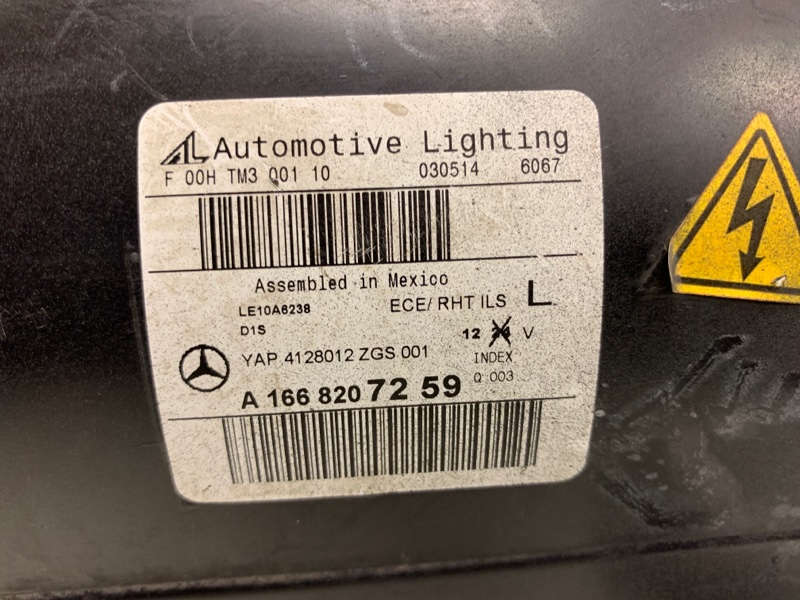 AL Automotive Lighting
F 00H TM3 001 10 030514 6067
Assembled in Mexico
LE10A6238 ECE/ RHT ILS L
D1S 12 24 V
YAP 4128012 ZGS 001 INDEX
A 166 820 72 59 Q 003